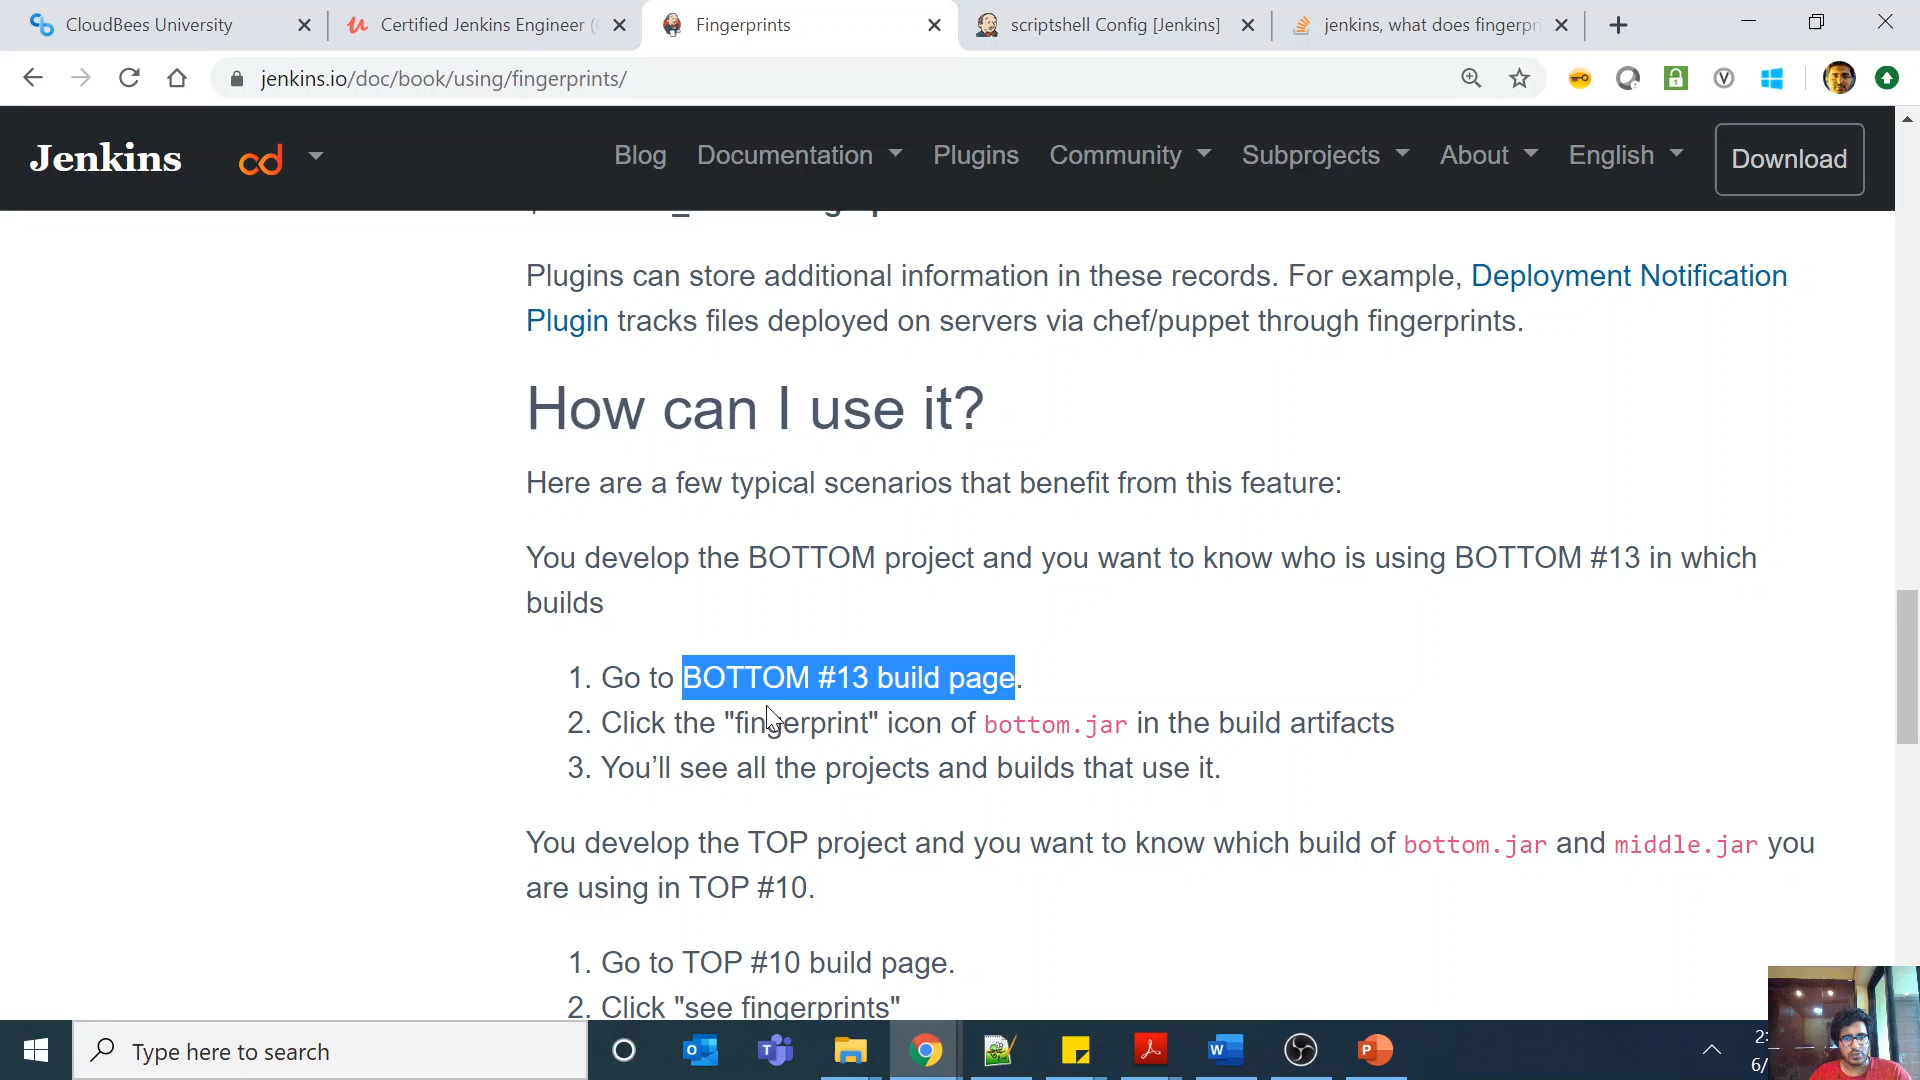 CloudBees University
Certified Jenkins Engineer (
Fingerprints
scriptshell Config [Jenkins]
jenkins, what does fingerpri
jenkins.io/doc/book/using/fingerprints/
Jenkins
cd
Blog
Documentation
Plugins
Community
Subprojects
About
English
Download
Plugins can store additional information in these records. For example, Deployment Notification
Plugin tracks files deployed on servers via chef/puppet through fingerprints.
How can I use it?
Here are a few typical scenarios that benefit from this feature:
You develop the BOTTOM project and you want to know who is using BOTTOM #13 in which
builds
1. Go to BOTTOM #13 build page.
2. Click the "fingerprint" icon of bottom.jar in the build artifacts
3. You’ll see all the projects and builds that use it.
You develop the TOP project and you want to know which build of bottom.jar and middle.jar you
are using in TOP #10.
1. Go to TOP #10 build page.
2. Click "see fingerprints"
Type here to search
2:
6/